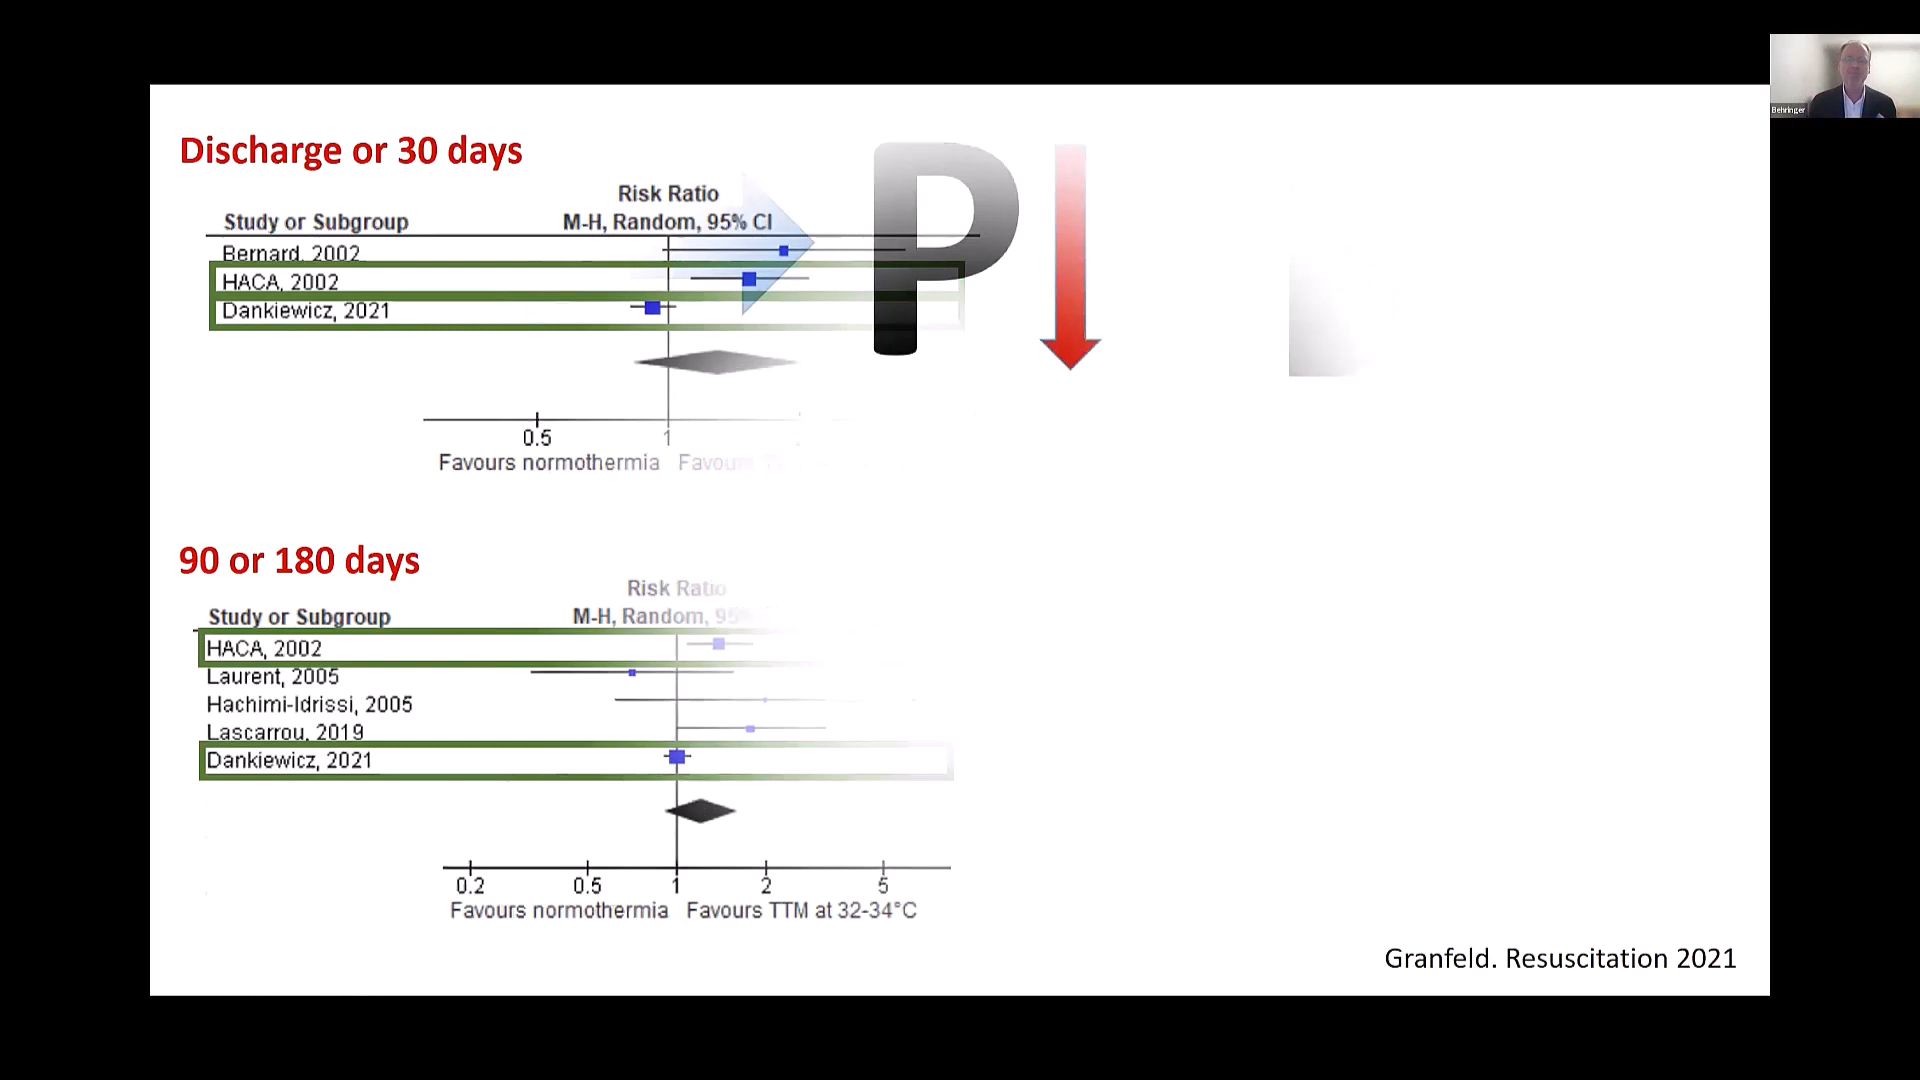 Behringer
Discharge or 30 days
P
Risk Ratio
Study or Subgroup M-H, Random, 95% CI
Bernard, 2002
HACA, 2002
Dankiewicz, 2021
0.5 1
Favours normothermia Favours
90 or 180 days
Risk Ratio
Study or Subgroup M-H, Random, 95%
HACA, 2002
Laurent, 2005
Hachimi-Idrissi, 2005
Lascarrou, 2019
Dankiewicz, 2021
0.2 0.5 1 2 5
Favours normothermia Favours TTM at 32-34°C
Granfeld. Resuscitation 2021